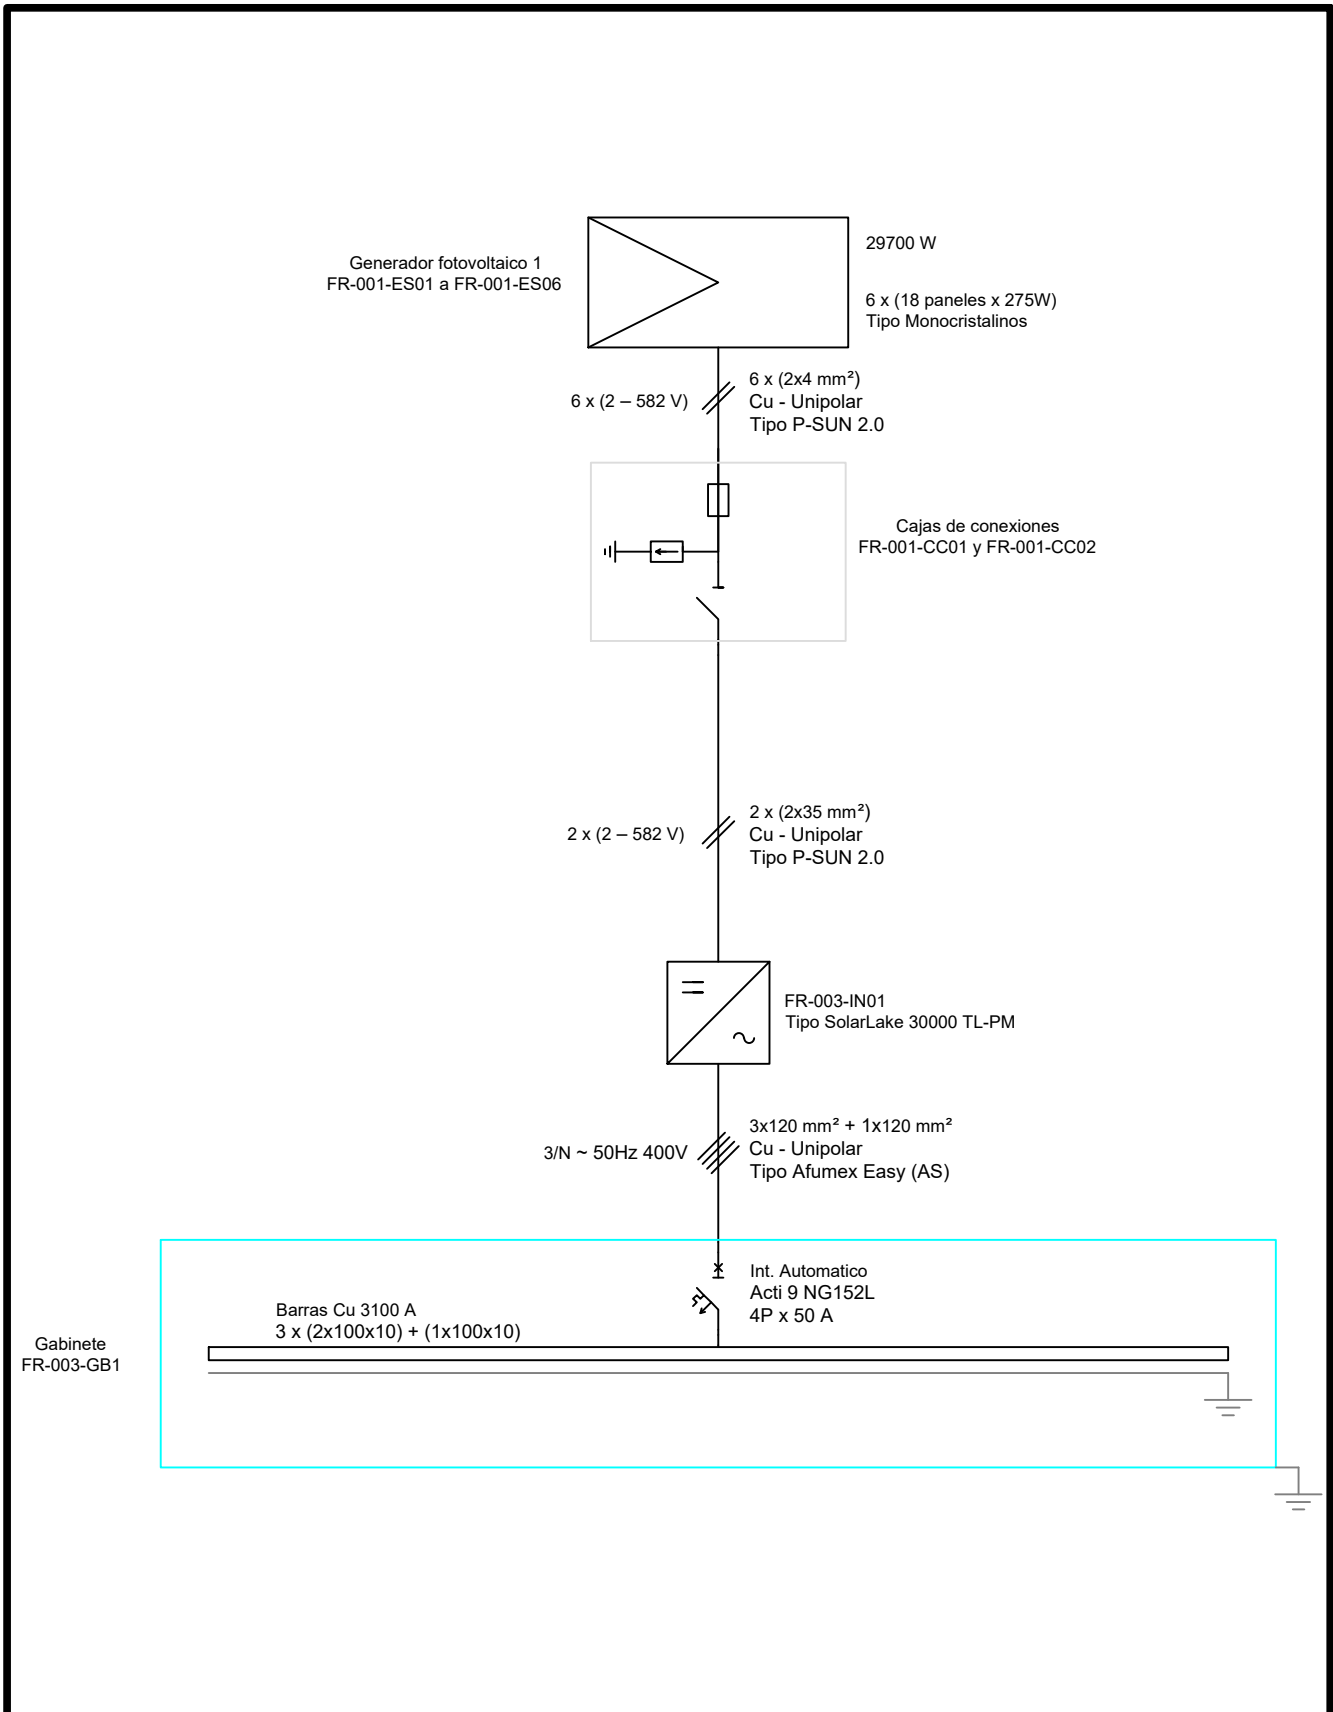 29700 W
Generador fotovoltaico 1
FR-001-ES01 a FR-001-ES06
6 x (18 paneles x 275W)
Tipo Monocristalinos
6 x (2 – 582 V)
6 x (2x4 mm²)
Cu - Unipolar
Tipo P-SUN 2.0
Cajas de conexiones
FR-001-CC01 y FR-001-CC02
2 x (2 – 582 V)
2 x (2x35 mm²)
Cu - Unipolar
Tipo P-SUN 2.0
FR-003-IN01
Tipo SolarLake 30000 TL-PM
3/N ~ 50Hz 400V
3x120 mm² + 1x120 mm²
Cu - Unipolar
Tipo Afumex Easy (AS)
Int. Automatico
Acti 9 NG152L
4P x 50 A
Barras Cu 3100 A
3 x (2x100x10) + (1x100x10)
Gabinete
FR-003-GB1